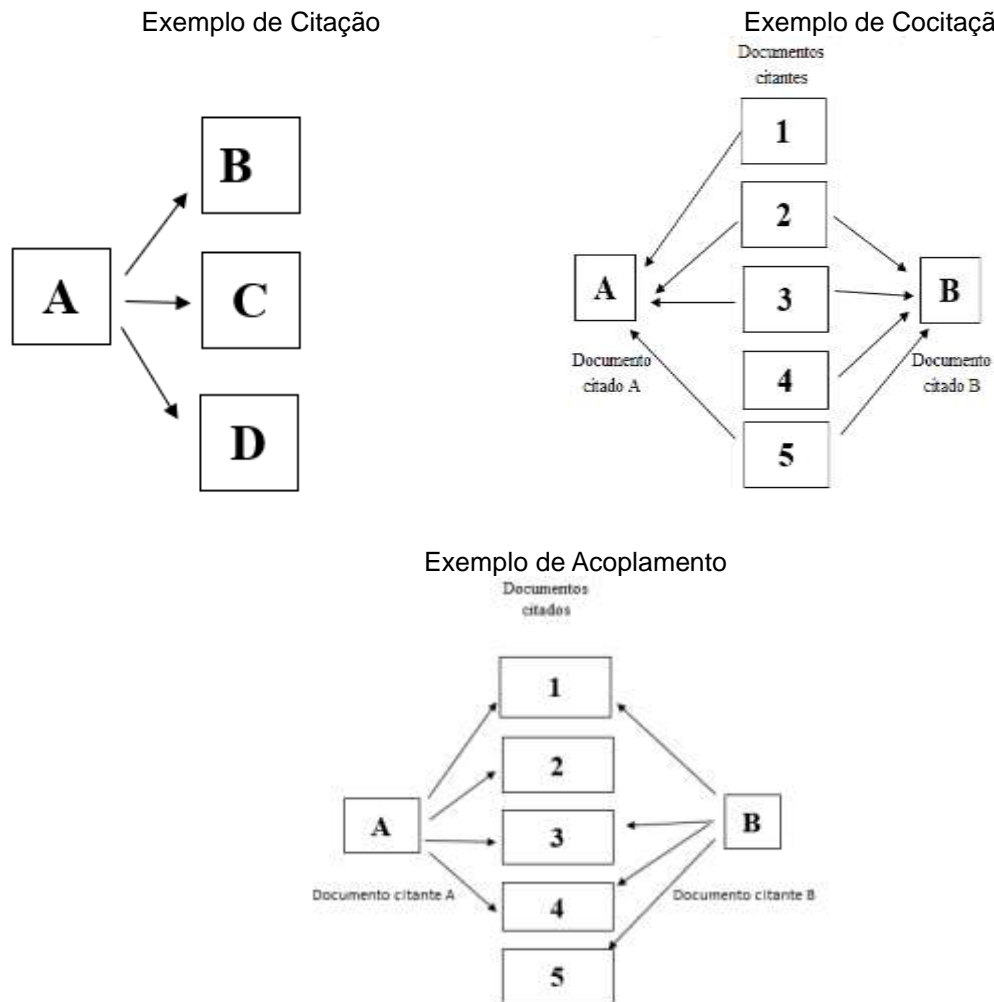 Exemplo de Citação
Exemplo de Cocitaçã
Documentos
citantes
1
B
2
A
C
A
3
B
Documento
citado A
Documento
citado B
4
D
5
Exemplo de Acoplamento
Documentos
citados
1
2
A
3
B
Documento citante A
Documento citante B
4
5